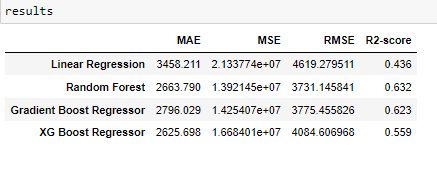 results
MAE MSE RMSE R2-score
Linear Regression 3458.211 2.133774e+07 4619.279511 0.436
Random Forest 2663.790 1.392145e+07 3731.145841 0.632
Gradient Boost Regressor 2796.029 1.425407e+07 3775.455826 0.623
XG Boost Regressor 2625.698 1.668401e+07 4084.606968 0.559